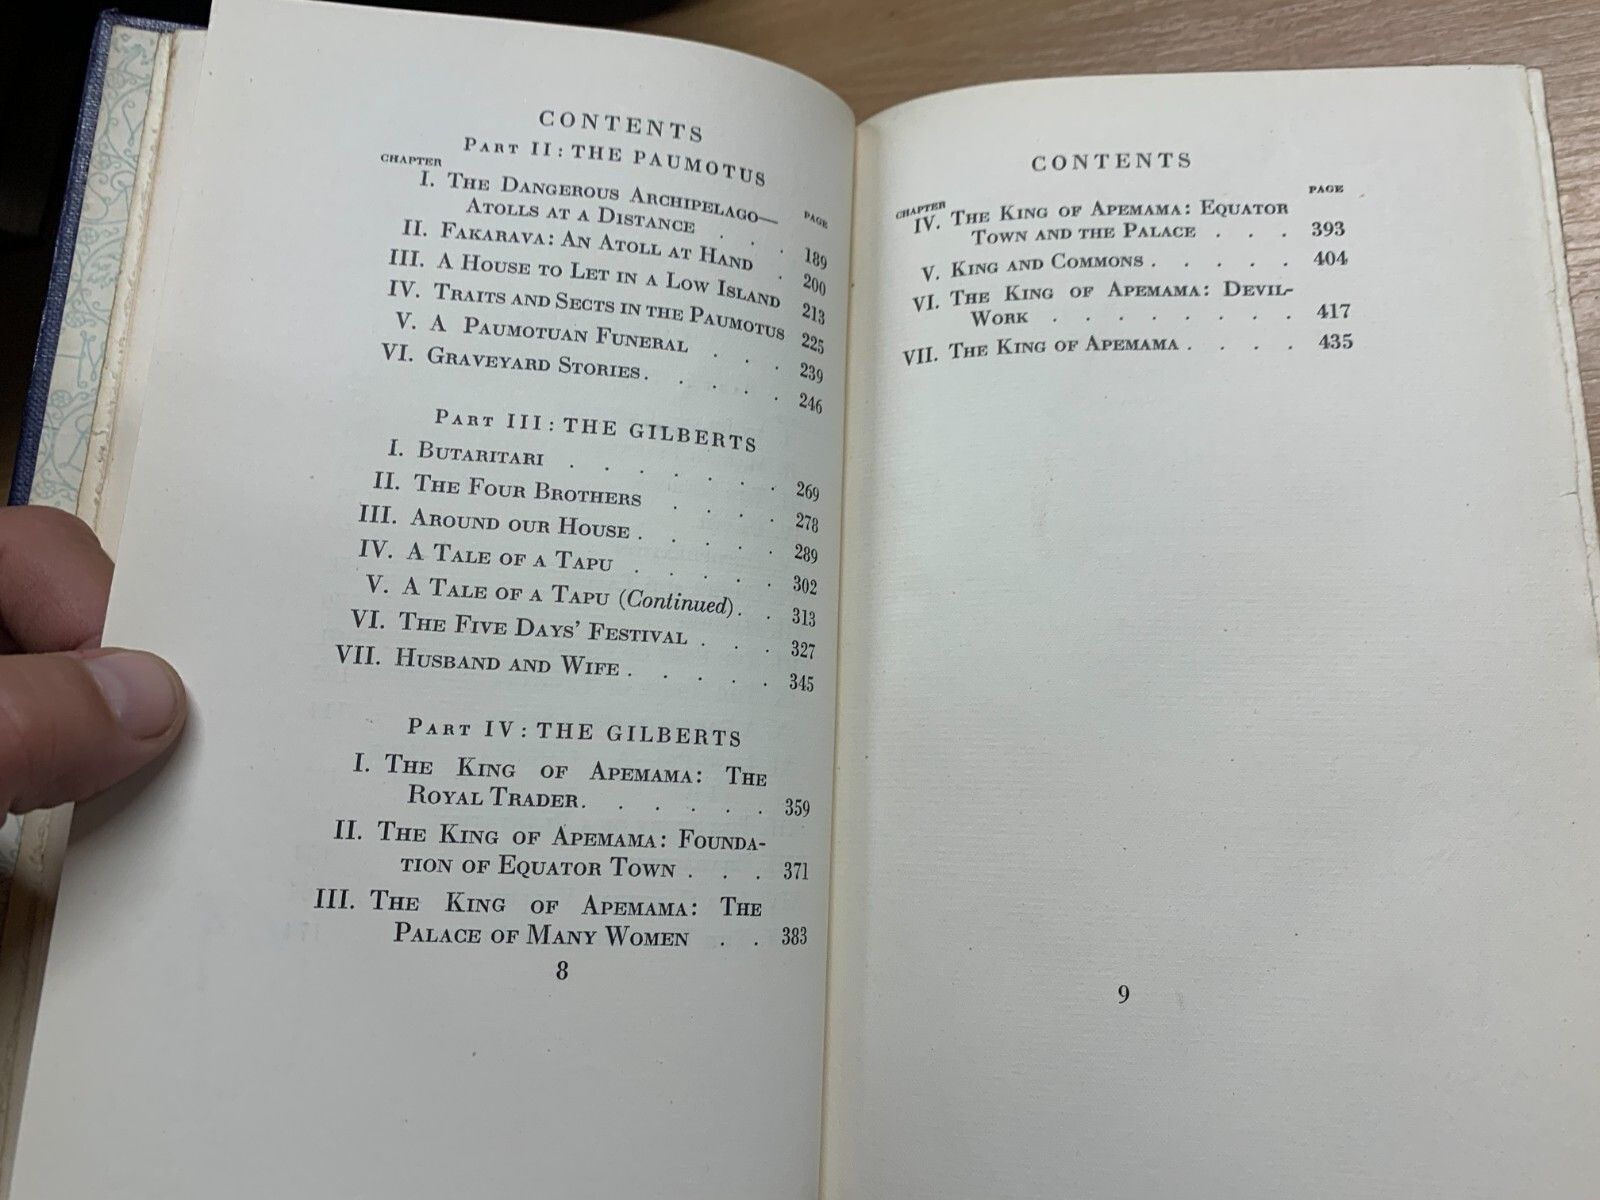 CONTENTS
PART II: THE PAUMOTUS
CHAPTER PAGE
I. THE DANGEROUS ARCHIPELAGO—
ATOLLS AT A DISTANCE . . . 189
II. FAKARAVA: AN ATOLL AT HAND . 200
III. A HOUSE TO LET IN A LOW ISLAND 213
IV. TRAITS AND SECTS IN THE PAUMOTUS 225
V. A PAUMOTUAN FUNERAL . . . 239
VI. GRAVEYARD STORIES . . . . . 246
PART III: THE GILBERTS
I. BUTARITARI . . . . . . . 269
II. THE FOUR BROTHERS . . . . 278
III. AROUND OUR HOUSE . . . . . 289
IV. A TALE OF A TAPU . . . . . 302
V. A TALE OF A TAPU (Continued) . . 313
VI. THE FIVE DAYS' FESTIVAL . . . 327
VII. HUSBAND AND WIFE . . . . . 345
PART IV: THE GILBERTS
I. THE KING OF APEMAMA: THE
ROYAL TRADER . . . . . . 359
II. THE KING OF APEMAMA: FOUNDA-
TION OF EQUATOR TOWN . . . 371
III. THE KING OF APEMAMA: THE
PALACE OF MANY WOMEN . . 383
8
CONTENTS
CHAPTER PAGE
IV. THE KING OF APEMAMA: EQUATOR
TOWN AND THE PALACE . . . 393
V. KING AND COMMONS . . . . . 404
VI. THE KING OF APEMAMA: DEVIL-
WORK . . . . . . . . 417
VII. THE KING OF APEMAMA . . . . 435
9